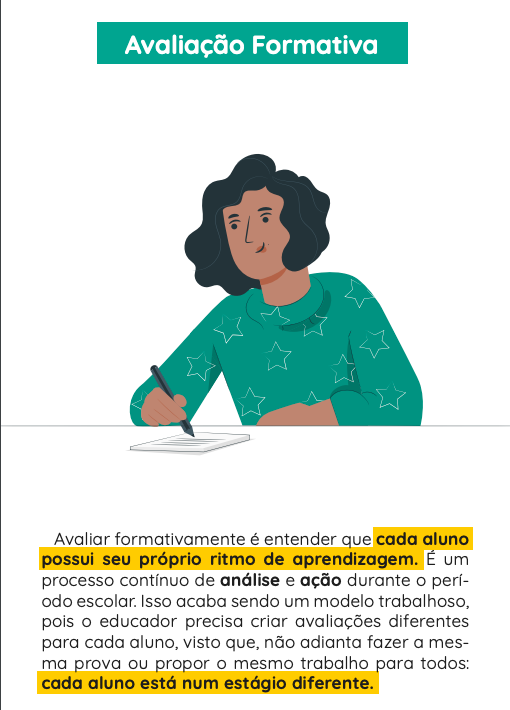 Avaliação Formativa
Avaliar formativamente é entender que cada aluno
possui seu próprio ritmo de aprendizagem. É um
processo contínuo de análise e ação durante o perí-
odo escolar. Isso acaba sendo um modelo trabalhoso,
pois o educador precisa criar avaliações diferentes
para cada aluno, visto que, não adianta fazer a mes-
ma prova ou propor o mesmo trabalho para todos:
cada aluno está num estágio diferente.